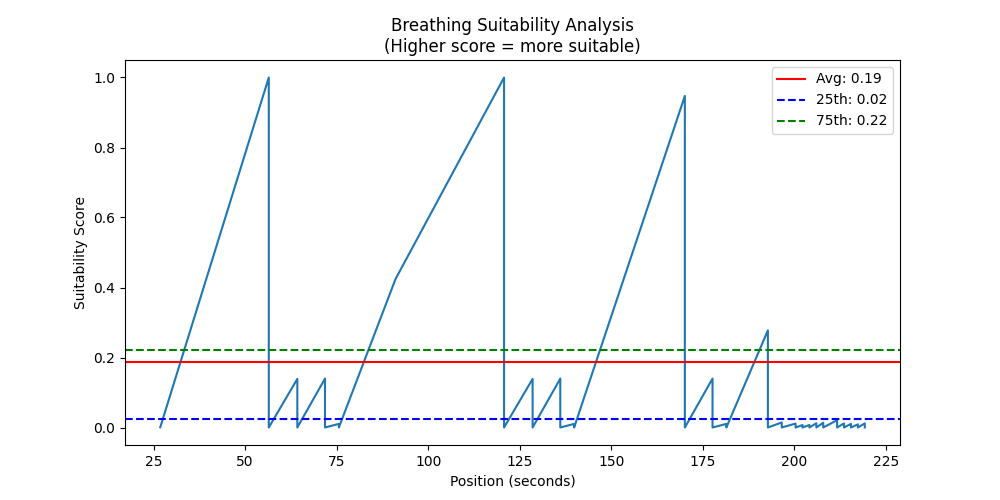 Breathing Suitability Analysis
(Higher score = more suitable)
Suitability Score
1.0
0.8
0.6
0.4
0.2
0.0
Avg: 0.19
25th: 0.02
75th: 0.22
25 50 75 100 125 150 175 200 225
Position (seconds)